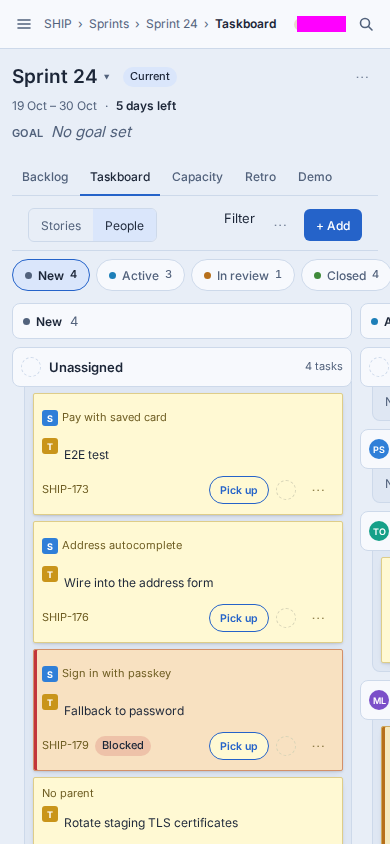 SHIP › Sprints › Sprint 24 › Taskboard
Sprint 24 ▾ Current ...
19 Oct – 30 Oct · 5 days left
GOAL No goal set
Backlog Taskboard Capacity Retro Demo
Stories People Filter ... + Add
New 4 Active 3 In review 1 Closed 4
New 4
Unassigned 4 tasks
S Pay with saved card
T E2E test
SHIP-173 Pick up ...
PS
S Address autocomplete
TO
T Wire into the address form
SHIP-176 Pick up ...
S Sign in with passkey
ML
T Fallback to password
SHIP-179 Blocked Pick up ...
No parent
T Rotate staging TLS certificates